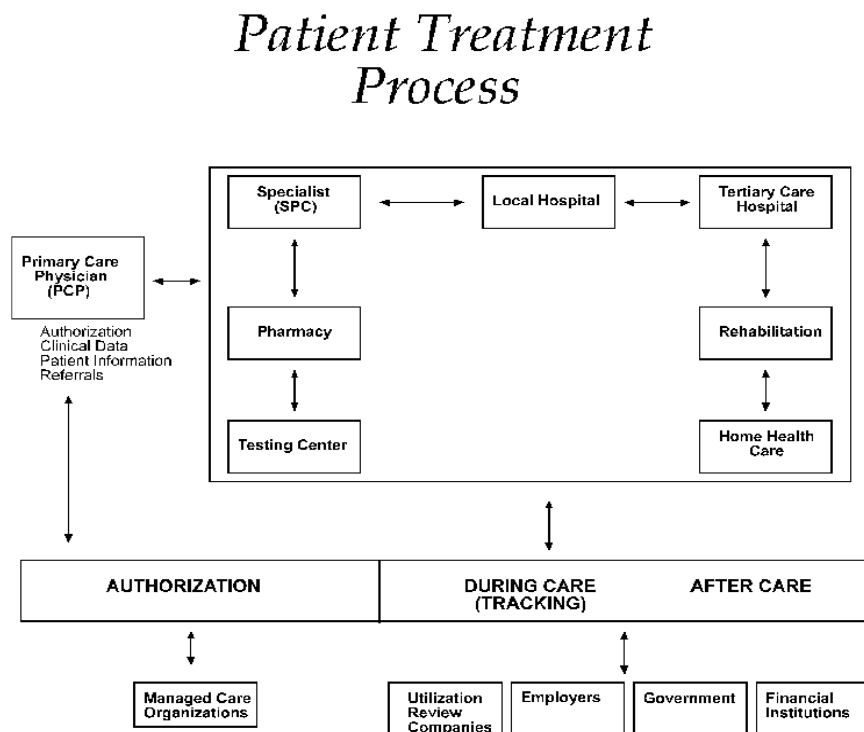 Patient Treatment
Process
Specialist
(SPC)
Local Hospital
Tertiary Care
Hospital
Primary Care
Physician
(PCP)
Authorization
Clinical Data
Patient Information
Referrals
Pharmacy
Rehabilitation
Testing Center
Home Health
Care
AUTHORIZATION
DURING CARE
(TRACKING)
AFTER CARE
Managed Care
Organizations
Utilization
Review
Companies
Employers
Government
Financial
Institutions